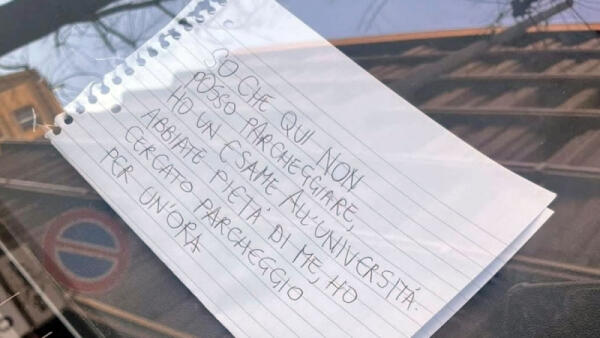 SO CHE QUI NON
POSSO PARCHEGGIARE,
HO UN ESAME ALL'UNIVERSITÁ.
ABBIATE PIETÀ DI ME, HO
CERCATO PARCHEGGIO
PER UN'ORA